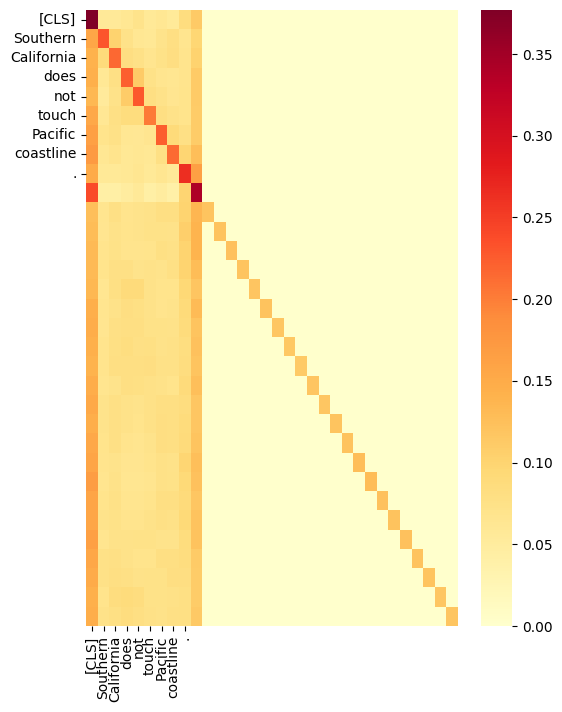 [CLS]
Southern
California
does
not
touch
Pacific
coastline
.
0.35
0.30
0.25
0.20
0.15
0.10
0.05
0.00
[CLS]
Southern
California
does
not
touch
Pacific
coastline
.